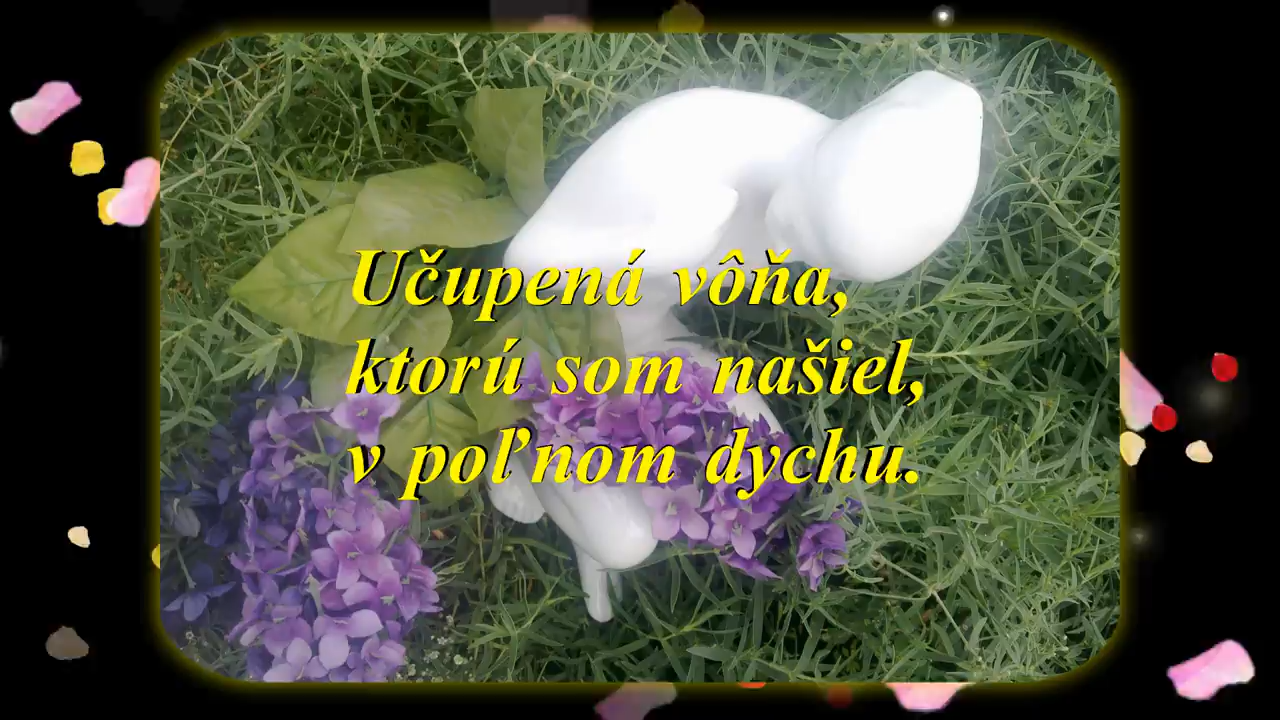 Učupená vôňa,
ktorú som našiel,
v poľnom dychu.